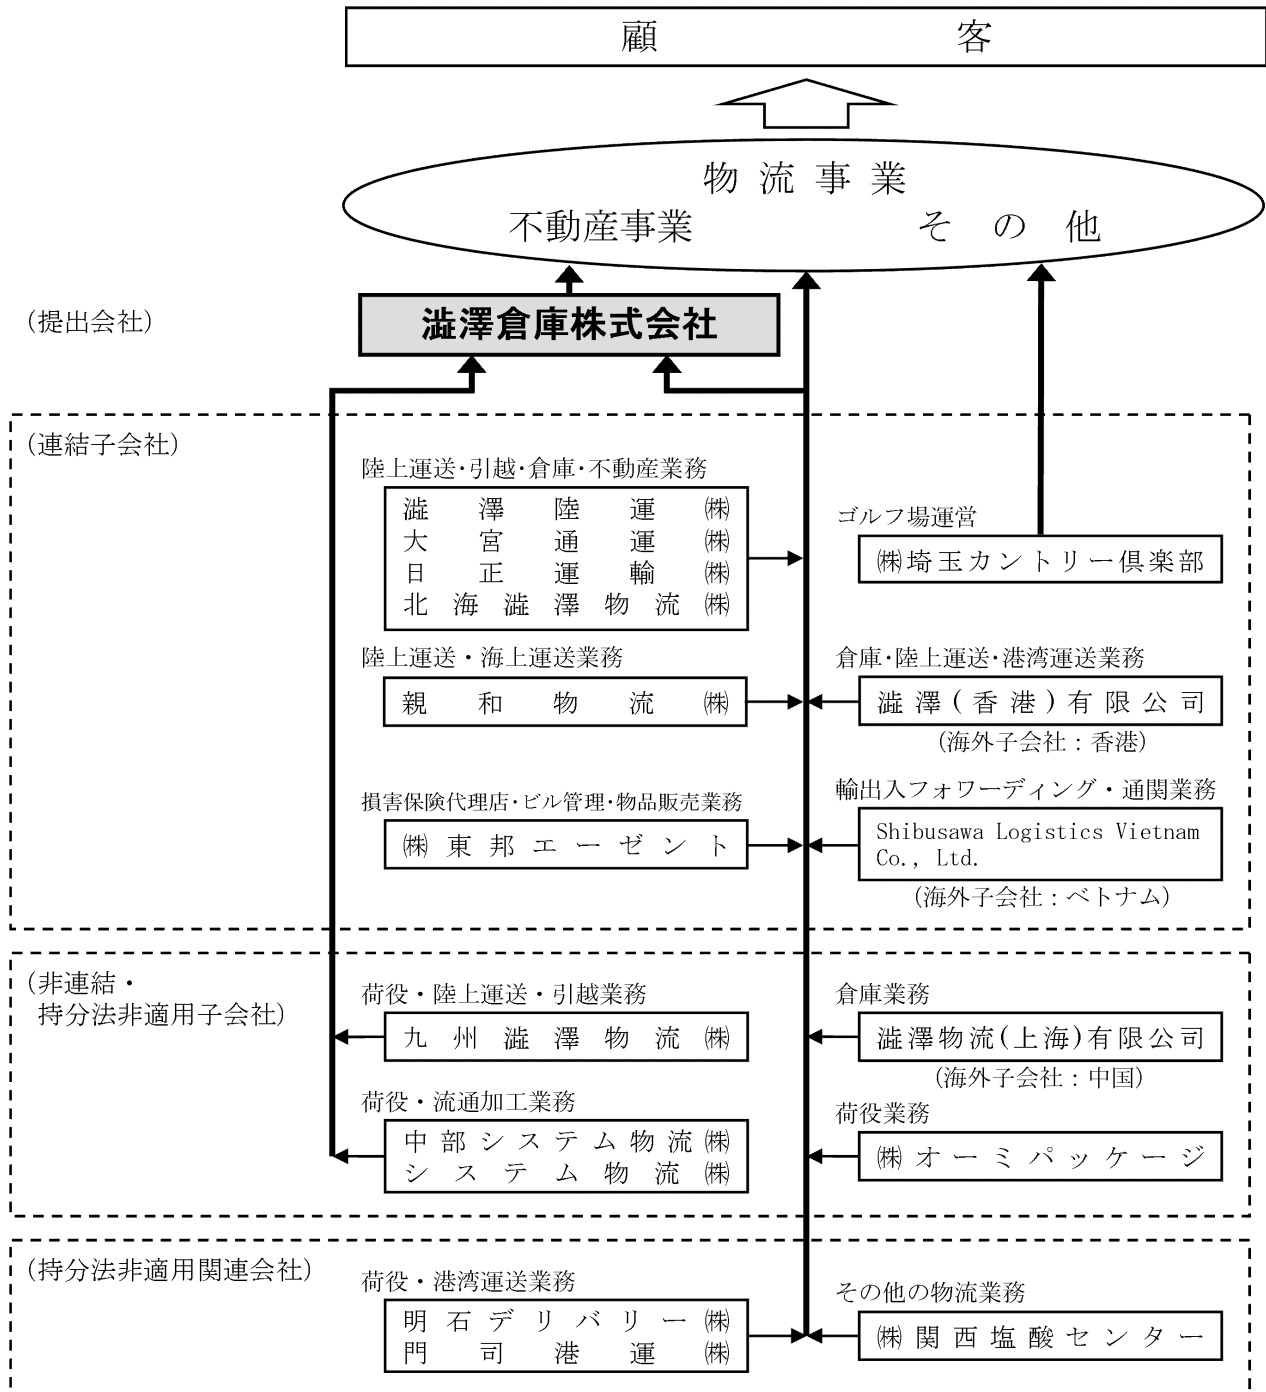 顧客
物流事業
不動産事業 その他
(提出会社)
澁澤倉庫株式会社
(連結子会社)
陸上運送・引越・倉庫・不動産業務
澁澤陸運㈱
大宮通運㈱
日正運輸㈱
北海澁澤物流㈱
ゴルフ場運営
㈱埼玉カントリー倶楽部
陸上運送・海上運送業務
親和物流㈱
倉庫・陸上運送・港湾運送業務
澁澤(香港)有限公司
(海外子会社：香港)
損害保険代理店・ビル管理・物品販売業務
㈱東邦エーゼント
輸出入フォワーディング・通関業務
Shibusawa Logistics Vietnam
Co., Ltd.
(海外子会社：ベトナム)
(非連結・
持分法非適用子会社)
荷役・陸上運送・引越業務
九州澁澤物流㈱
倉庫業務
澁澤物流(上海)有限公司
(海外子会社：中国)
荷役・流通加工業務
中部システム物流㈱
システム物流㈱
荷役業務
㈱オーミパッケージ
(持分法非適用関連会社)
荷役・港湾運送業務
明石デリバリー㈱
門司港運㈱
その他の物流業務
㈱関西塩酸センター